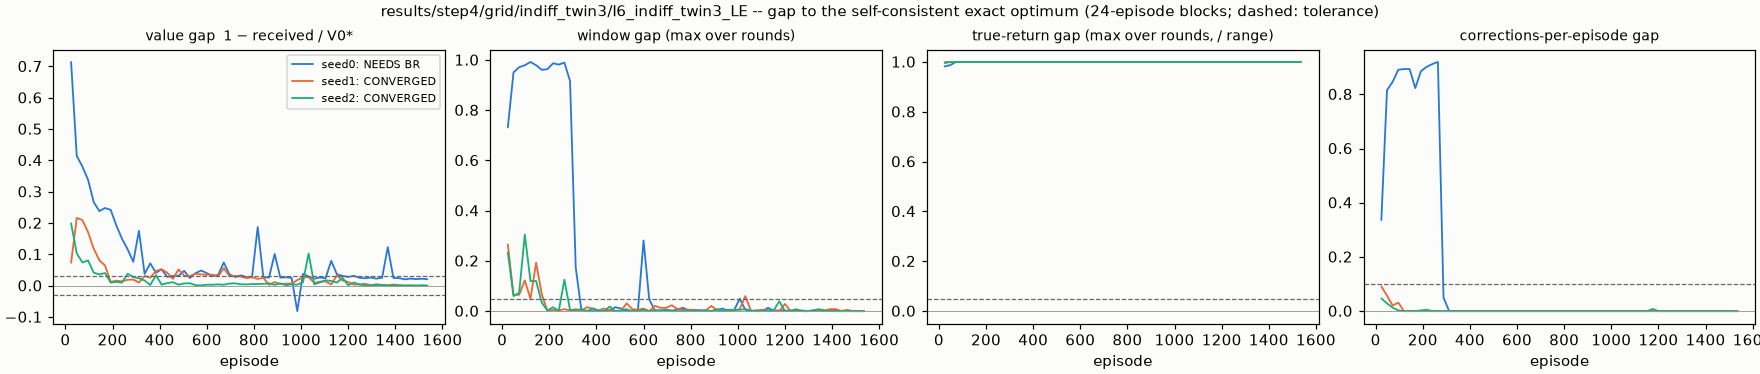 results/step4/grid/indiff_twin3/l6_indiff_twin3_LE -- gap to the self-consistent exact optimum (24-episode blocks; dashed: tolerance)
value gap 1 − received / V0*
window gap (max over rounds)
true-return gap (max over rounds, / range)
corrections-per-episode gap
seed0: NEEDS BR
seed1: CONVERGED
seed2: CONVERGED
0.7
0.6
0.5
0.4
0.3
0.2
0.1
0.0
−0.1
0 200 400 600 800 1000 1200 1400 1600
episode
1.0
0.8
0.6
0.4
0.2
0.0
0 200 400 600 800 1000 1200 1400 1600
episode
1.0
0.8
0.6
0.4
0.2
0.0
0 200 400 600 800 1000 1200 1400 1600
episode
0.8
0.6
0.4
0.2
0.0
0 200 400 600 800 1000 1200 1400 160
episode